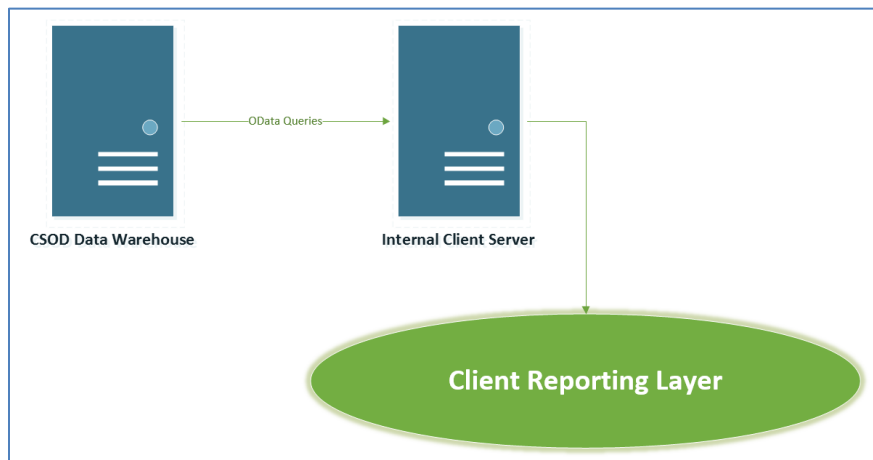 OData Queries
CSOD Data Warehouse
Internal Client Server
Client Reporting Layer